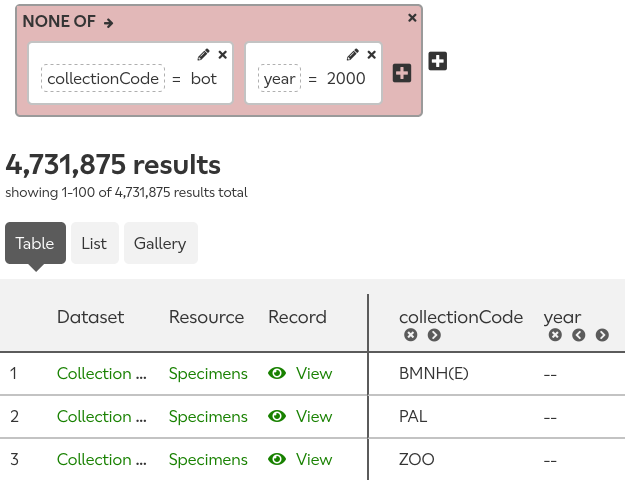 NONE OF
collectionCode = bot year = 2000
4,731,875 results
showing 1-100 of 4,731,875 results total
Table List Gallery
Dataset Resource Record collectionCode year
1 Collection ... Specimens View BMNH(E) --
2 Collection ... Specimens View PAL --
3 Collection ... Specimens View ZOO --